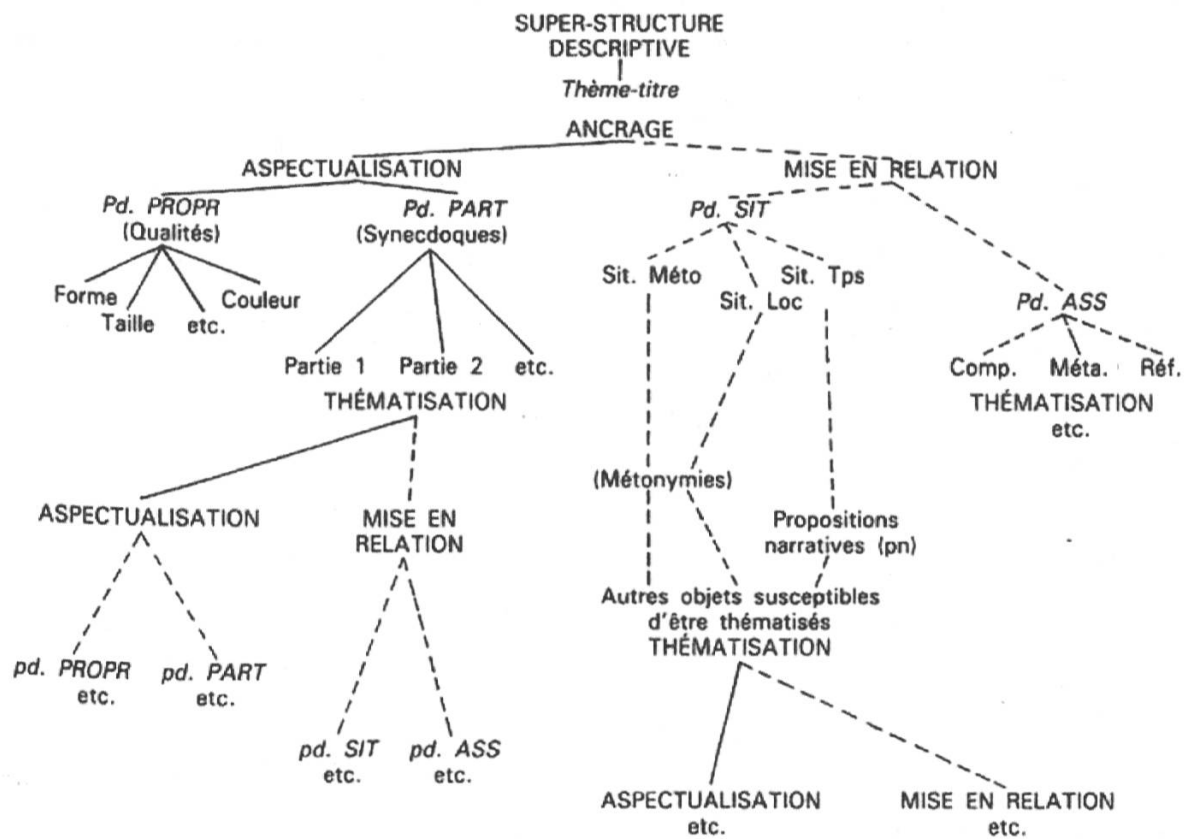 SUPER-STRUCTURE
DESCRIPTIVE
Thème-titre
ANCRAGE
ASPECTUALISATION
MISE EN RELATION
Pd. PROPR
(Qualités)
Pd. PART
(Synecdoques)
Pd. SIT
Forme
Taille
etc.
Couleur
Sit. Méto
Sit. Loc
Sit. Tps
Pd. ASS
Partie 1
Partie 2
etc.
Comp.
Méta.
Réf.
THÉMATISATION
THÉMATISATION
etc.
(Métonymies)
ASPECTUALISATION
MISE EN
RELATION
Propositions
narratives (pn)
Autres objets susceptibles
d'être thématisés
THÉMATISATION
pd. PROPR
etc.
pd. PART
etc.
pd. SIT
etc.
pd. ASS
etc.
ASPECTUALISATION
etc.
MISE EN RELATION
etc.